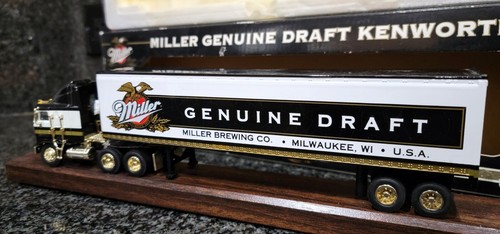 MILLER GENUINE DRAFT KENWORT
Miller
GENUINE DRAFT
MILLER BREWING CO. • MILWAUKEE, WI • U.S.A.